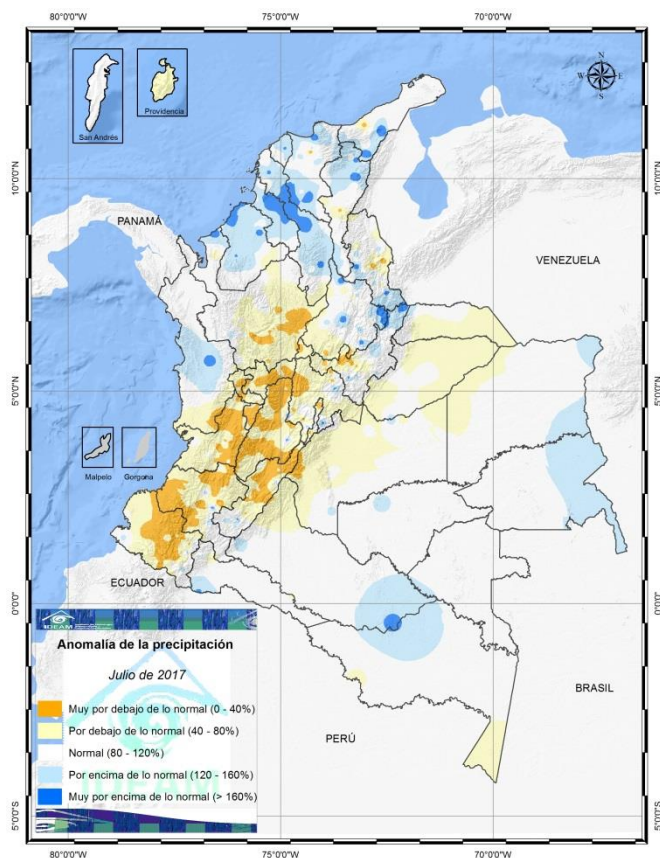 80°0'0"W 75°0'0"W 70°0'0"W
San Andrés
Providencia
N
W E
S
10°0'0"N 10°0'0"N
PANAMÁ
VENEZUELA
5°0'0"N 5°0'0"N
Malpelo
Gorgona
ECUADOR
0°0'0" 0°0'0"
IDEAM
Anomalía de la precipitación
Julio de 2017
Muy por debajo de lo normal (0 - 40%)
Por debajo de lo normal (40 - 80%)
Normal (80 - 120%)
Por encima de lo normal (120 - 160%)
Muy por encima de lo normal (> 160%)
IDEAM
BRASIL
PERÚ
5°0'0"S 5°0'0"S
80°0'0"W 75°0'0"W 70°0'0"W